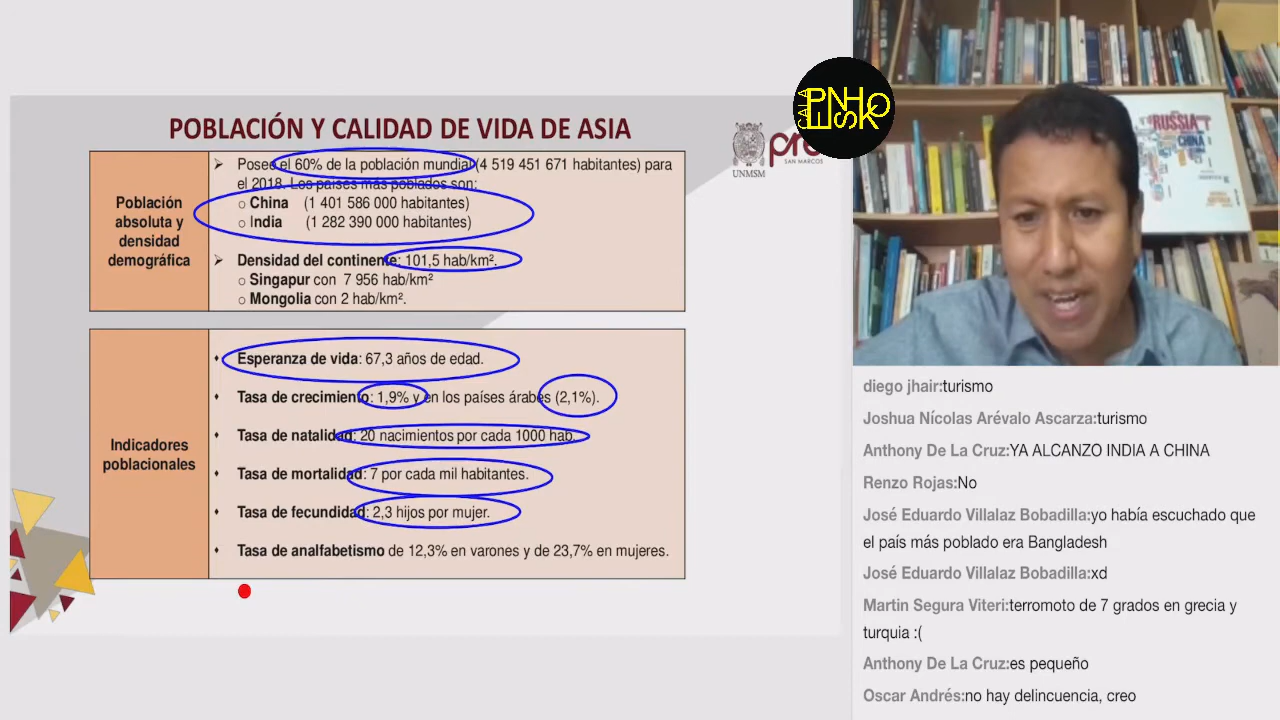 POBLACIÓN Y CALIDAD DE VIDA DE ASIA
UNMSM
pre
SAN MARCOS
CALA
PENHOSKO
Población
absoluta y
densidad
demográfica
➢ Posee el 60% de la población mundial (4 519 451 671 habitantes) para
el 2018. Los países más poblados son:
o China (1 401 586 000 habitantes)
o India (1 282 390 000 habitantes)
➢ Densidad del continente: 101,5 hab/km².
o Singapur con 7 956 hab/km²
o Mongolia con 2 hab/km².
Indicadores
poblacionales
♦ Esperanza de vida: 67,3 años de edad.
♦ Tasa de crecimiento: 1,9% y en los países árabes (2,1%).
♦ Tasa de natalidad: 20 nacimientos por cada 1000 hab.
♦ Tasa de mortalidad: 7 por cada mil habitantes.
♦ Tasa de fecundidad: 2,3 hijos por mujer.
♦ Tasa de analfabetismo de 12,3% en varones y de 23,7% en mujeres.
RUSSIA
CHINA
diego jhair:turismo
Joshua Nícolas Arévalo Ascarza:turismo
Anthony De La Cruz:YA ALCANZO INDIA A CHINA
Renzo Rojas:No
José Eduardo Villalaz Bobadilla:yo había escuchado que
el país más poblado era Bangladesh
José Eduardo Villalaz Bobadilla:xd
Martin Segura Viteri:terromoto de 7 grados en grecia y
turquia :(
Anthony De La Cruz:es pequeño
Oscar Andrés:no hay delincuencia, creo